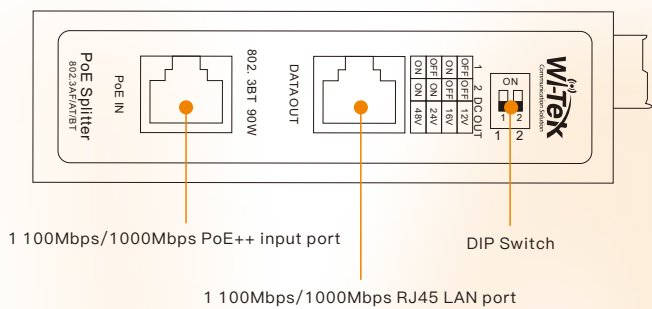 PoE Splitter
802.3AF/AT/BT
PoE IN
802. 3BT 90W
DATA OUT
1 2 DC OUT
OFF OFF 12V
ON OFF 16V
OFF ON 24V
ON ON 48V
ON
1 2
1 2
Wi-Tek
Communication Solution
1 100Mbps/1000Mbps PoE++ input port
DIP Switch
1 100Mbps/1000Mbps RJ45 LAN port